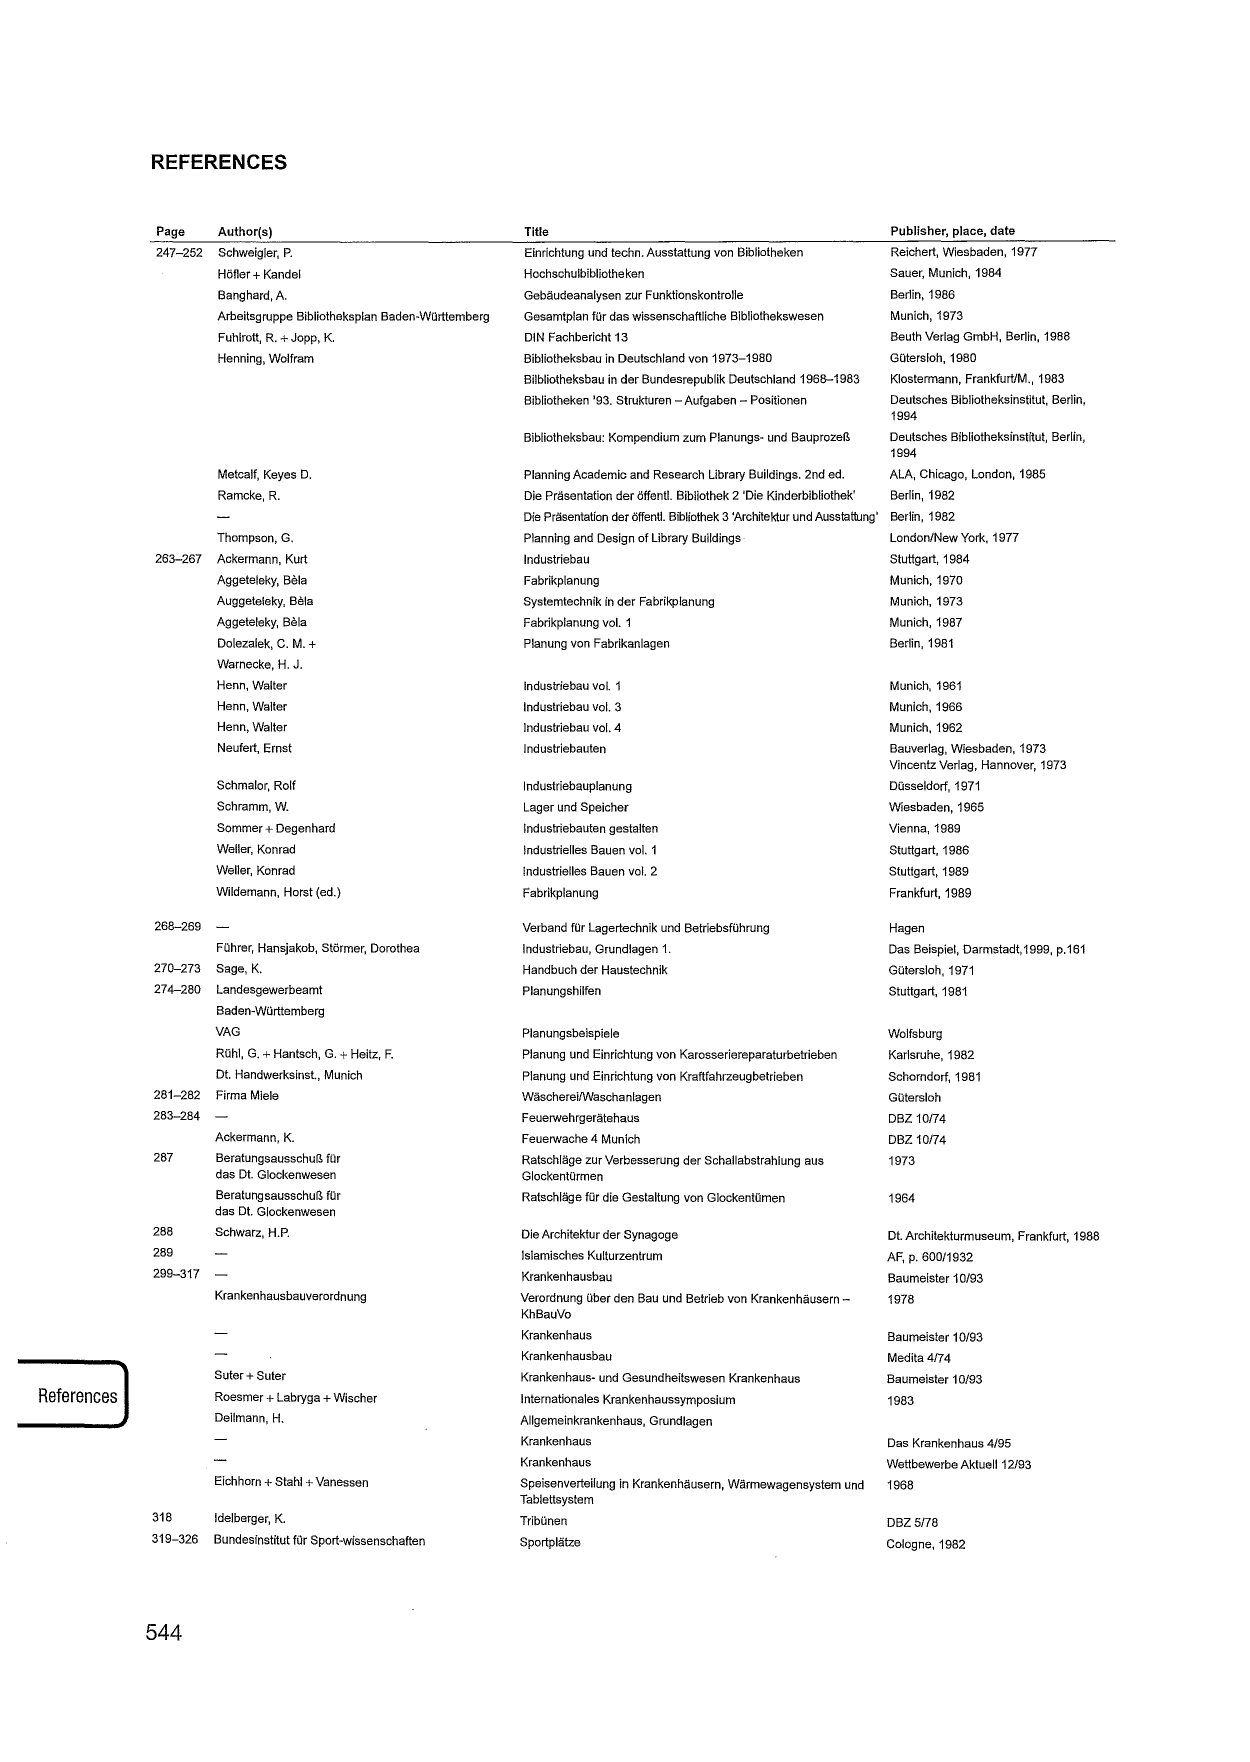 REFERENCES
Page Author(s) Title Publisher, place, date
247–252 Schweigler, P. Einrichtung und techn. Ausstattung von Bibliotheken Reichert, Wiesbaden, 1977
Höfler + Kandel Hochschulbibliotheken Sauer, Munich, 1984
Banghard, A. Gebäudeanalysen zur Funktionskontrolle Berlin, 1986
Arbeitsgruppe Bibliotheksplan Baden-Württemberg Gesamtplan für das wissenschaftliche Bibliothekswesen Munich, 1973
Fuhlrott, R. + Jopp, K. DIN Fachbericht 13 Beuth Verlag GmbH, Berlin, 1988
Henning, Wolfram Bibliotheksbau in Deutschland von 1973–1980 Gütersloh, 1980
Bilbliotheksbau in der Bundesrepublik Deutschland 1968–1983 Klostermann, Frankfurt/M., 1983
Bibliotheken '93. Strukturen – Aufgaben – Positionen Deutsches Bibliotheksinstitut, Berlin,
1994
Bibliotheksbau: Kompendium zum Planungs- und Bauprozeß Deutsches Bibliotheksinstitut, Berlin,
1994
Metcalf, Keyes D. Planning Academic and Research Library Buildings. 2nd ed. ALA, Chicago, London, 1985
Ramcke, R. Die Präsentation der öffentl. Bibliothek 2 'Die Kinderbibliothek' Berlin, 1982
— Die Präsentation der öffentl. Bibliothek 3 'Architektur und Ausstattung' Berlin, 1982
Thompson, G. Planning and Design of Library Buildings London/New York, 1977
263–267 Ackermann, Kurt Industriebau Stuttgart, 1984
Aggeteleky, Bèla Fabrikplanung Munich, 1970
Auggeteleky, Bèla Systemtechnik in der Fabrikplanung Munich, 1973
Aggeteleky, Bèla Fabrikplanung vol. 1 Munich, 1987
Dolezalek, C. M. + Planung von Fabrikanlagen Berlin, 1981
Warnecke, H. J.
Henn, Walter Industriebau vol. 1 Munich, 1961
Henn, Walter Industriebau vol. 3 Munich, 1966
Henn, Walter Industriebau vol. 4 Munich, 1962
Neufert, Ernst Industriebauten Bauverlag, Wiesbaden, 1973
Vincentz Verlag, Hannover, 1973
Schmalor, Rolf Industriebauplanung Düsseldorf, 1971
Schramm, W. Lager und Speicher Wiesbaden, 1965
Sommer + Degenhard Industriebauten gestalten Vienna, 1989
Weller, Konrad Industrielles Bauen vol. 1 Stuttgart, 1986
Weller, Konrad Industrielles Bauen vol. 2 Stuttgart, 1989
Wildemann, Horst (ed.) Fabrikplanung Frankfurt, 1989
268–269 — Verband für Lagertechnik und Betriebsführung Hagen
Führer, Hansjakob, Störmer, Dorothea Industriebau, Grundlagen 1. Das Beispiel, Darmstadt,1999, p.161
270–273 Sage, K. Handbuch der Haustechnik Gütersloh, 1971
274–280 Landesgewerbeamt Planungshilfen Stuttgart, 1981
Baden-Württemberg
VAG Planungsbeispiele Wolfsburg
Rühl, G. + Hantsch, G. + Heitz, F. Planung und Einrichtung von Karosseriereparaturbetrieben Karlsruhe, 1982
Dt. Handwerksinst., Munich Planung und Einrichtung von Kraftfahrzeugbetrieben Schorndorf, 1981
281–282 Firma Miele Wäscherei/Waschanlagen Gütersloh
283–284 — Feuerwehrgerätehaus DBZ 10/74
Ackermann, K. Feuerwache 4 Munich DBZ 10/74
287 Beratungsausschuß für Ratschläge zur Verbesserung der Schallabstrahlung aus 1973
das Dt. Glockenwesen Glockentürmen
Beratungsausschuß für Ratschläge für die Gestaltung von Glockentümen 1964
das Dt. Glockenwesen
288 Schwarz, H.P. Die Architektur der Synagoge Dt. Architekturmuseum, Frankfurt, 1988
289 — Islamisches Kulturzentrum AF, p. 600/1932
299–317 — Krankenhausbau Baumeister 10/93
Krankenhausbauverordnung Verordnung über den Bau und Betrieb von Krankenhäusern – 1978
KhBauVo
— Krankenhaus Baumeister 10/93
— Krankenhausbau Medita 4/74
Suter + Suter Krankenhaus- und Gesundheitswesen Krankenhaus Baumeister 10/93
Roesmer + Labryga + Wischer Internationales Krankenhaussymposium 1983
Deilmann, H. Allgemeinkrankenhaus, Grundlagen
— Krankenhaus Das Krankenhaus 4/95
— Krankenhaus Wettbewerbe Aktuell 12/93
Eichhorn + Stahl + Vanessen Speisenverteilung in Krankenhäusern, Wärmewagensystem und 1968
Tablettsystem
318 Idelberger, K. Tribünen DBZ 5/78
319–326 Bundesinstitut für Sport-wissenschaften Sportplätze Cologne, 1982
References
544